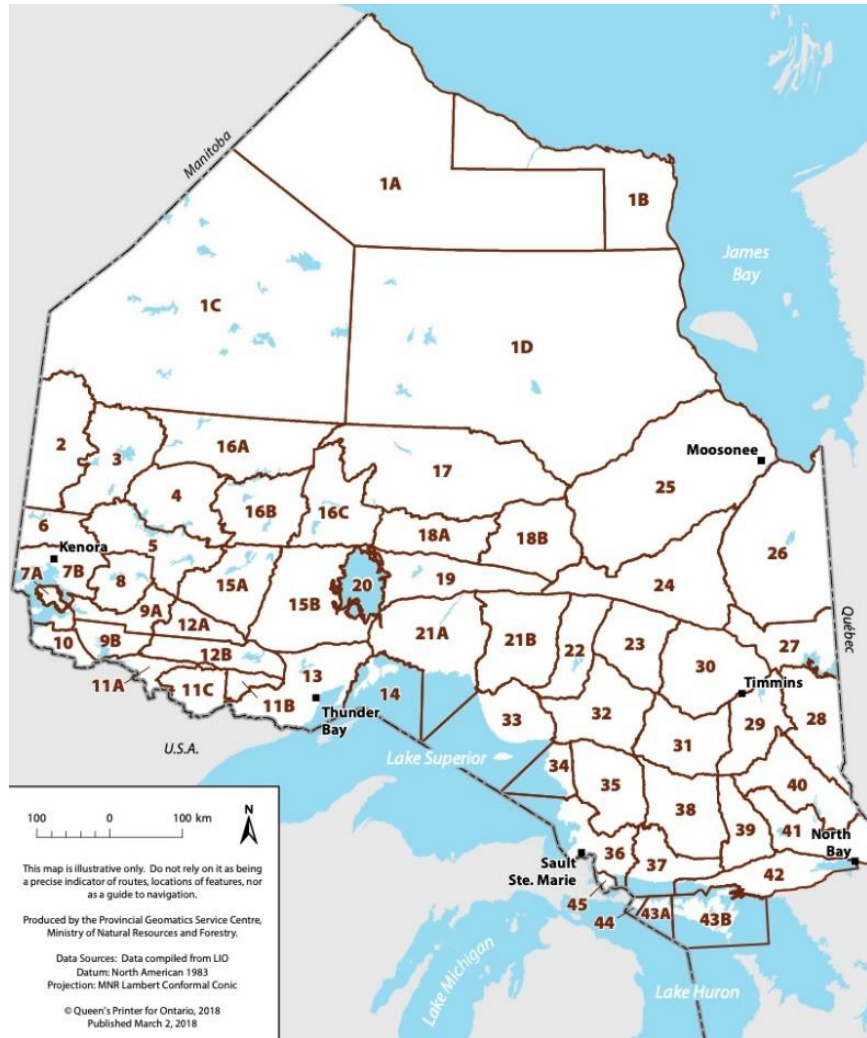 Manitoba
1A
1B
James
Bay
1C
1D
2
3
16A
17
Moosonee
4
25
16B
16C
6
5
18A
18B
26
Kenora
7A
7B
8
15A
15B
20
19
24
Québec
9A
12A
10
9B
12B
21A
21B
22
23
30
27
11A
11C
11B
13
14
Timmins
29
28
Thunder
Bay
33
32
31
U.S.A.
Lake Superior
34
35
38
40
39
41
North
Bay
36
37
42
Sault
Ste. Marie
45
44
43A
43B
Lake Michigan
Lake Huron
100 0 100 km
N
This map is illustrative only. Do not rely on it as being
a precise indicator of routes, locations of features, nor
as a guide to navigation.
Produced by the Provincial Geomatics Service Centre,
Ministry of Natural Resources and Forestry.
Data Sources: Data compiled from LIO
Datum: North American 1983
Projection: MNR Lambert Conformal Conic
© Queen's Printer for Ontario, 2018
Published March 2, 2018